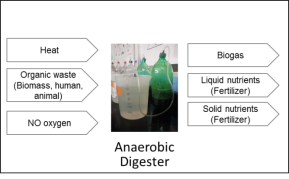 Heat
Organic waste
(Biomass, human,
animal)
NO oxygen
Anaerobic
Digester
Biogas
Liquid nutrients
(Fertilizer)
Solid nutrients
(Fertilizer)